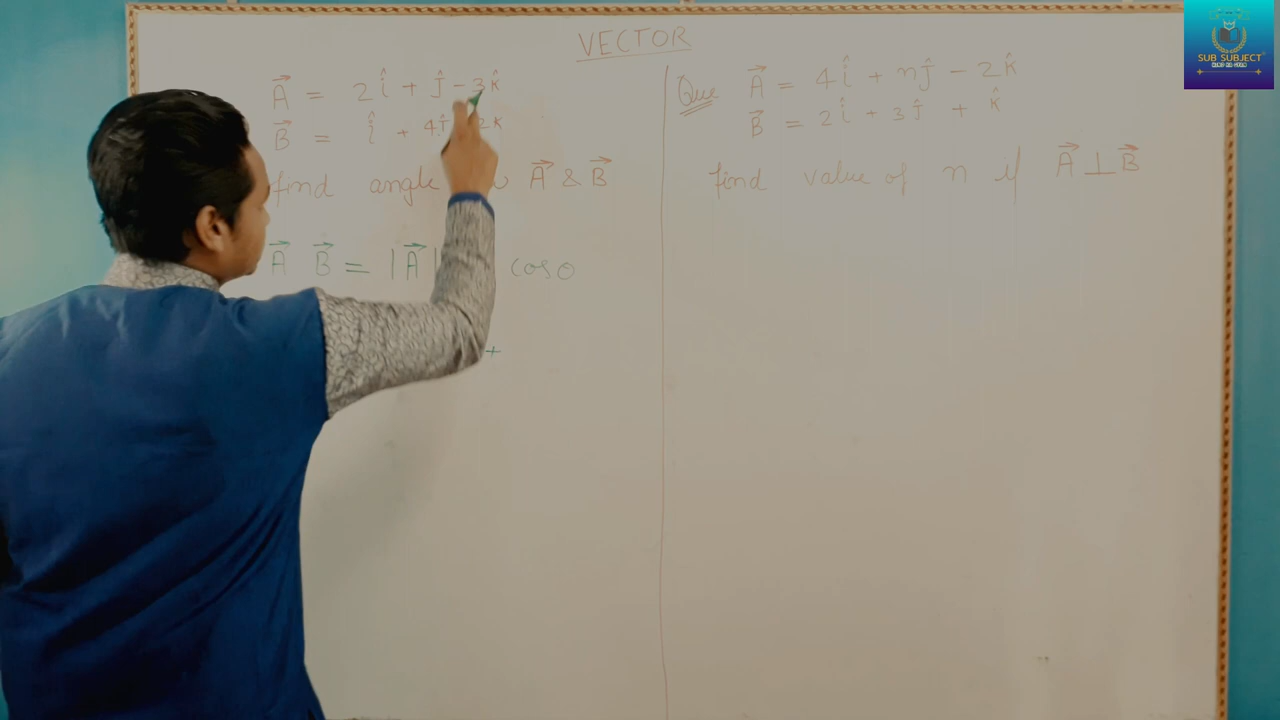 VECTOR
A⃗ = 2î + ĵ - 3k̂
B⃗ = î + 4ĵ 2k
find angle A⃗ & B⃗
A⃗ B⃗ = |A⃗| cosθ
+
Que A⃗ = 4î + nĵ - 2k̂
B⃗ = 2î + 3ĵ + k̂
find value of n if A⃗ ⊥ B⃗
SUB SUBJECT